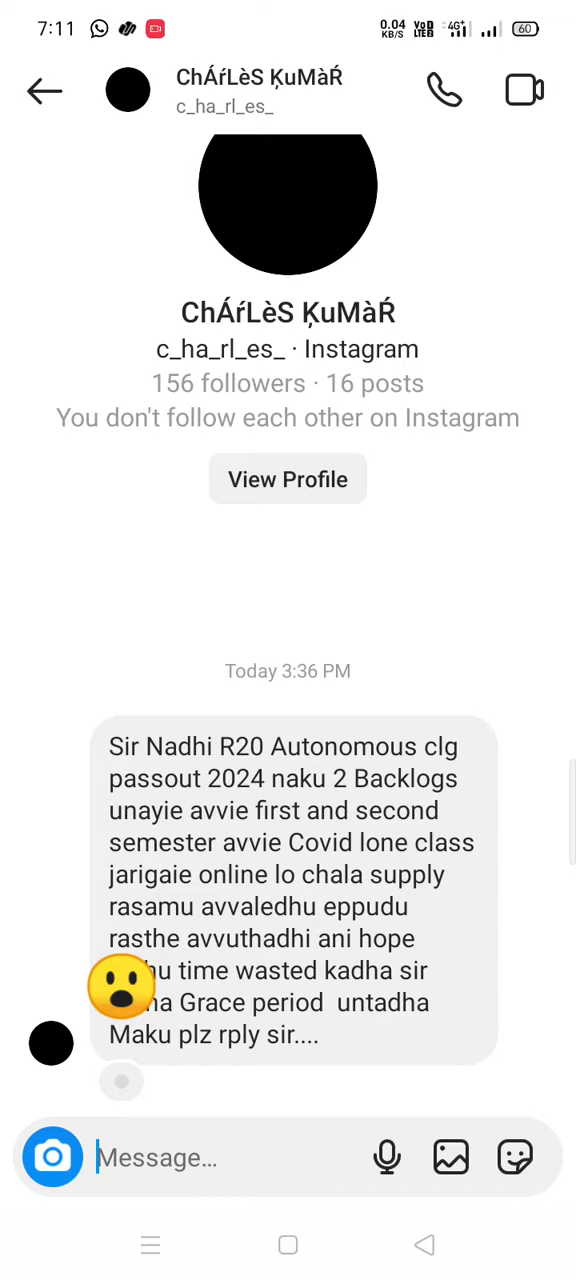 7:11
0.04 KB/S VoD LTE2 4G+ 60
ChÁŕLèS ĶuMàŔ
c_ha_rl_es_
ChÁŕLèS ĶuMàŔ
c_ha_rl_es_ · Instagram
156 followers · 16 posts
You don't follow each other on Instagram
View Profile
Today 3:36 PM
Sir Nadhi R20 Autonomous clg
passout 2024 naku 2 Backlogs
unayie avvie first and second
semester avvie Covid lone class
jarigaie online lo chala supply
rasamu avvaledhu eppudu
rasthe avvuthadhi ani hope
time wasted kadha sir
Grace period untadha
Maku plz rply sir....
Message...